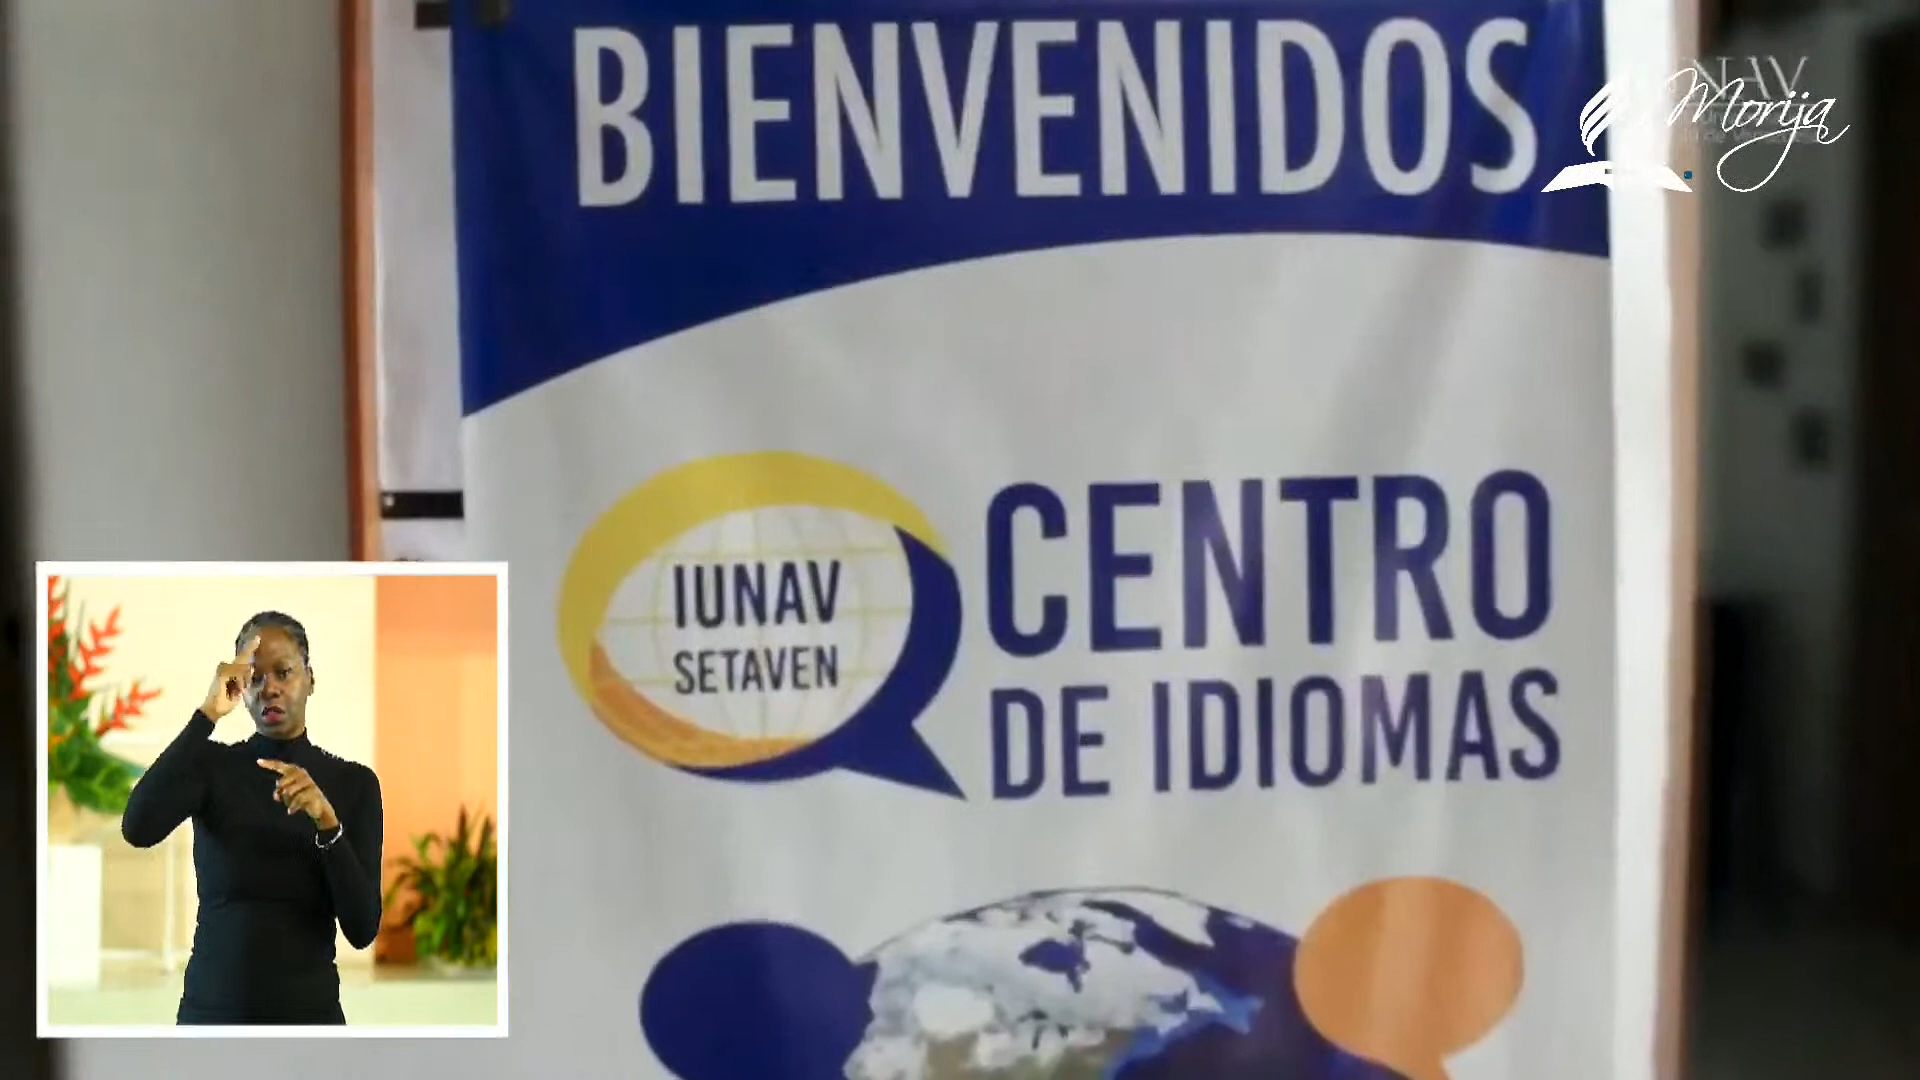 BIENVENIDOS
Morija
IUNAV
SETAVEN
CENTRO
DE IDIOMAS